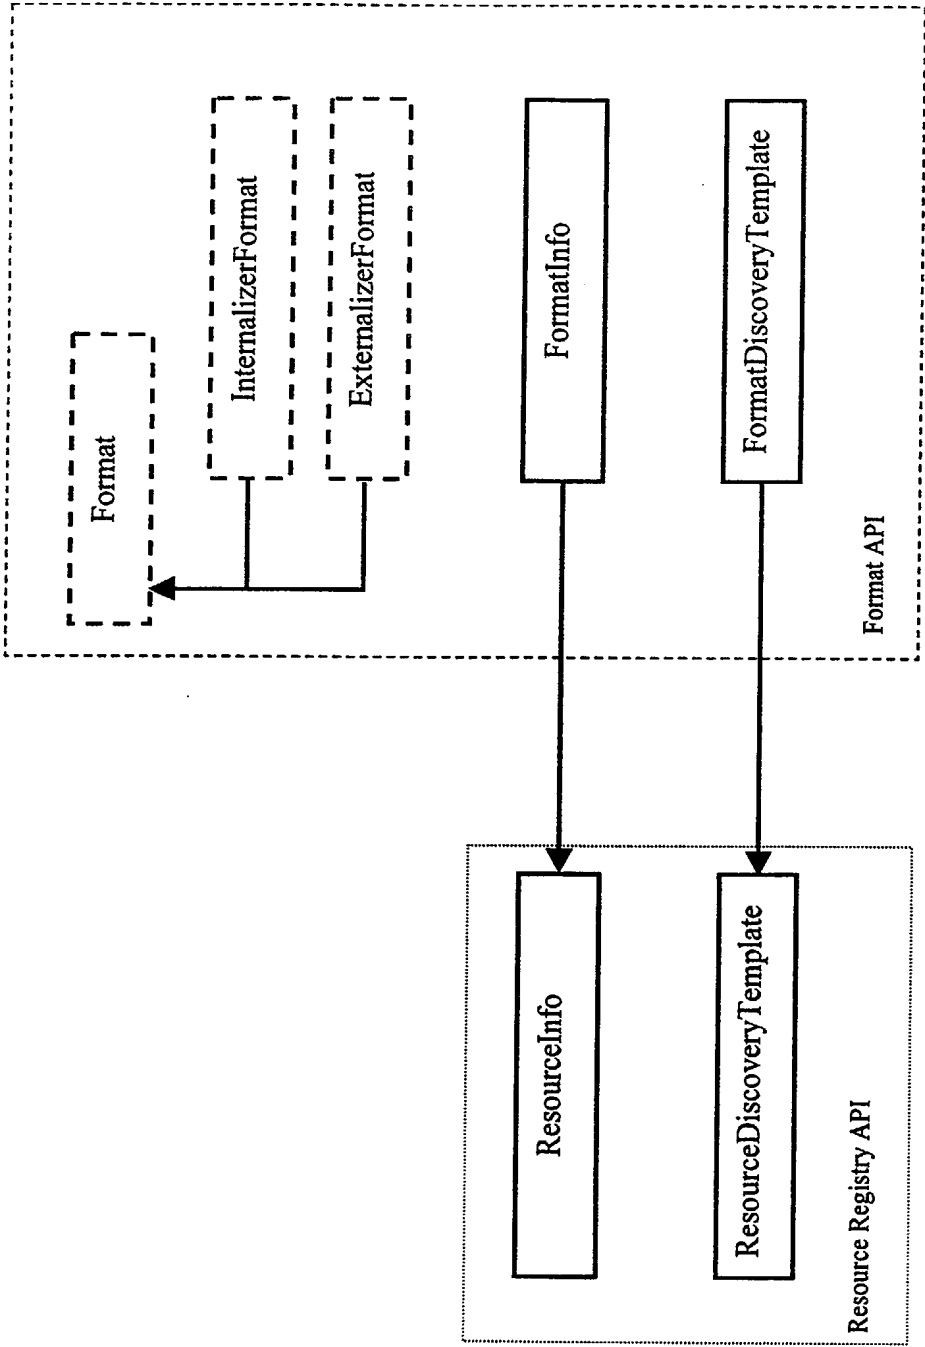 Format
InternalizerFormat
ExternalizerFormat
ResourceInfo
FormatInfo
ResourceDiscoveryTemplate
FormatDiscoveryTemplate
Resource Registry API
Format API